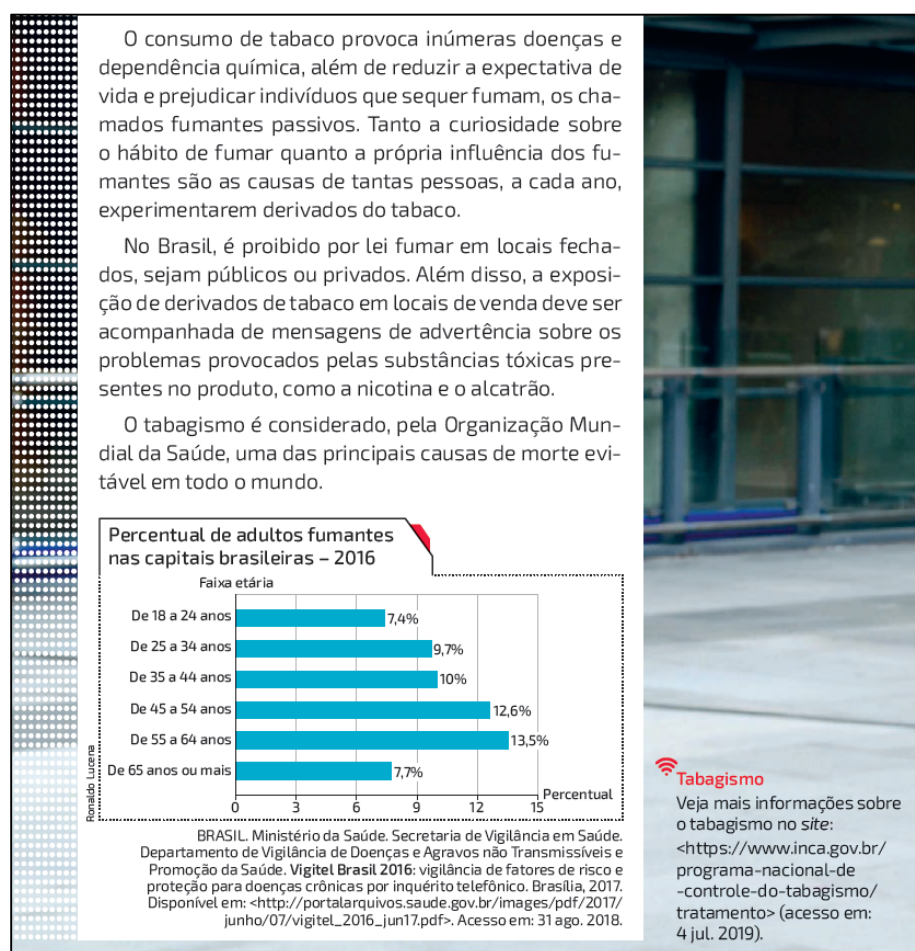 O consumo de tabaco provoca inúmeras doenças e
dependência química, além de reduzir a expectativa de
vida e prejudicar indivíduos que sequer fumam, os cha-
mados fumantes passivos. Tanto a curiosidade sobre
o hábito de fumar quanto a própria influência dos fu-
mantes são as causas de tantas pessoas, a cada ano,
experimentarem derivados do tabaco.
No Brasil, é proibido por lei fumar em locais fecha-
dos, sejam públicos ou privados. Além disso, a exposi-
ção de derivados de tabaco em locais de venda deve ser
acompanhada de mensagens de advertência sobre os
problemas provocados pelas substâncias tóxicas pre-
sentes no produto, como a nicotina e o alcatrão.
O tabagismo é considerado, pela Organização Mun-
dial da Saúde, uma das principais causas de morte evi-
tável em todo o mundo.
Percentual de adultos fumantes
nas capitais brasileiras – 2016
Faixa etária
De 18 a 24 anos 7,4%
De 25 a 34 anos 9,7%
De 35 a 44 anos 10%
De 45 a 54 anos 12,6%
De 55 a 64 anos 13,5%
De 65 anos ou mais 7,7%
0 3 6 9 12 15
Percentual
Ronaldo Lucena
BRASIL. Ministério da Saúde. Secretaria de Vigilância em Saúde.
Departamento de Vigilância de Doenças e Agravos não Transmissíveis e
Promoção da Saúde. Vigitel Brasil 2016: vigilância de fatores de risco e
proteção para doenças crônicas por inquérito telefônico. Brasília, 2017.
Disponível em: <http://portalarquivos.saude.gov.br/images/pdf/2017/
junho/07/vigitel_2016_jun17.pdf>. Acesso em: 31 ago. 2018.
Tabagismo
Veja mais informações sobre
o tabagismo no site:
<https://www.inca.gov.br/
programa-nacional-de
-controle-do-tabagismo/
tratamento> (acesso em:
4 jul. 2019).